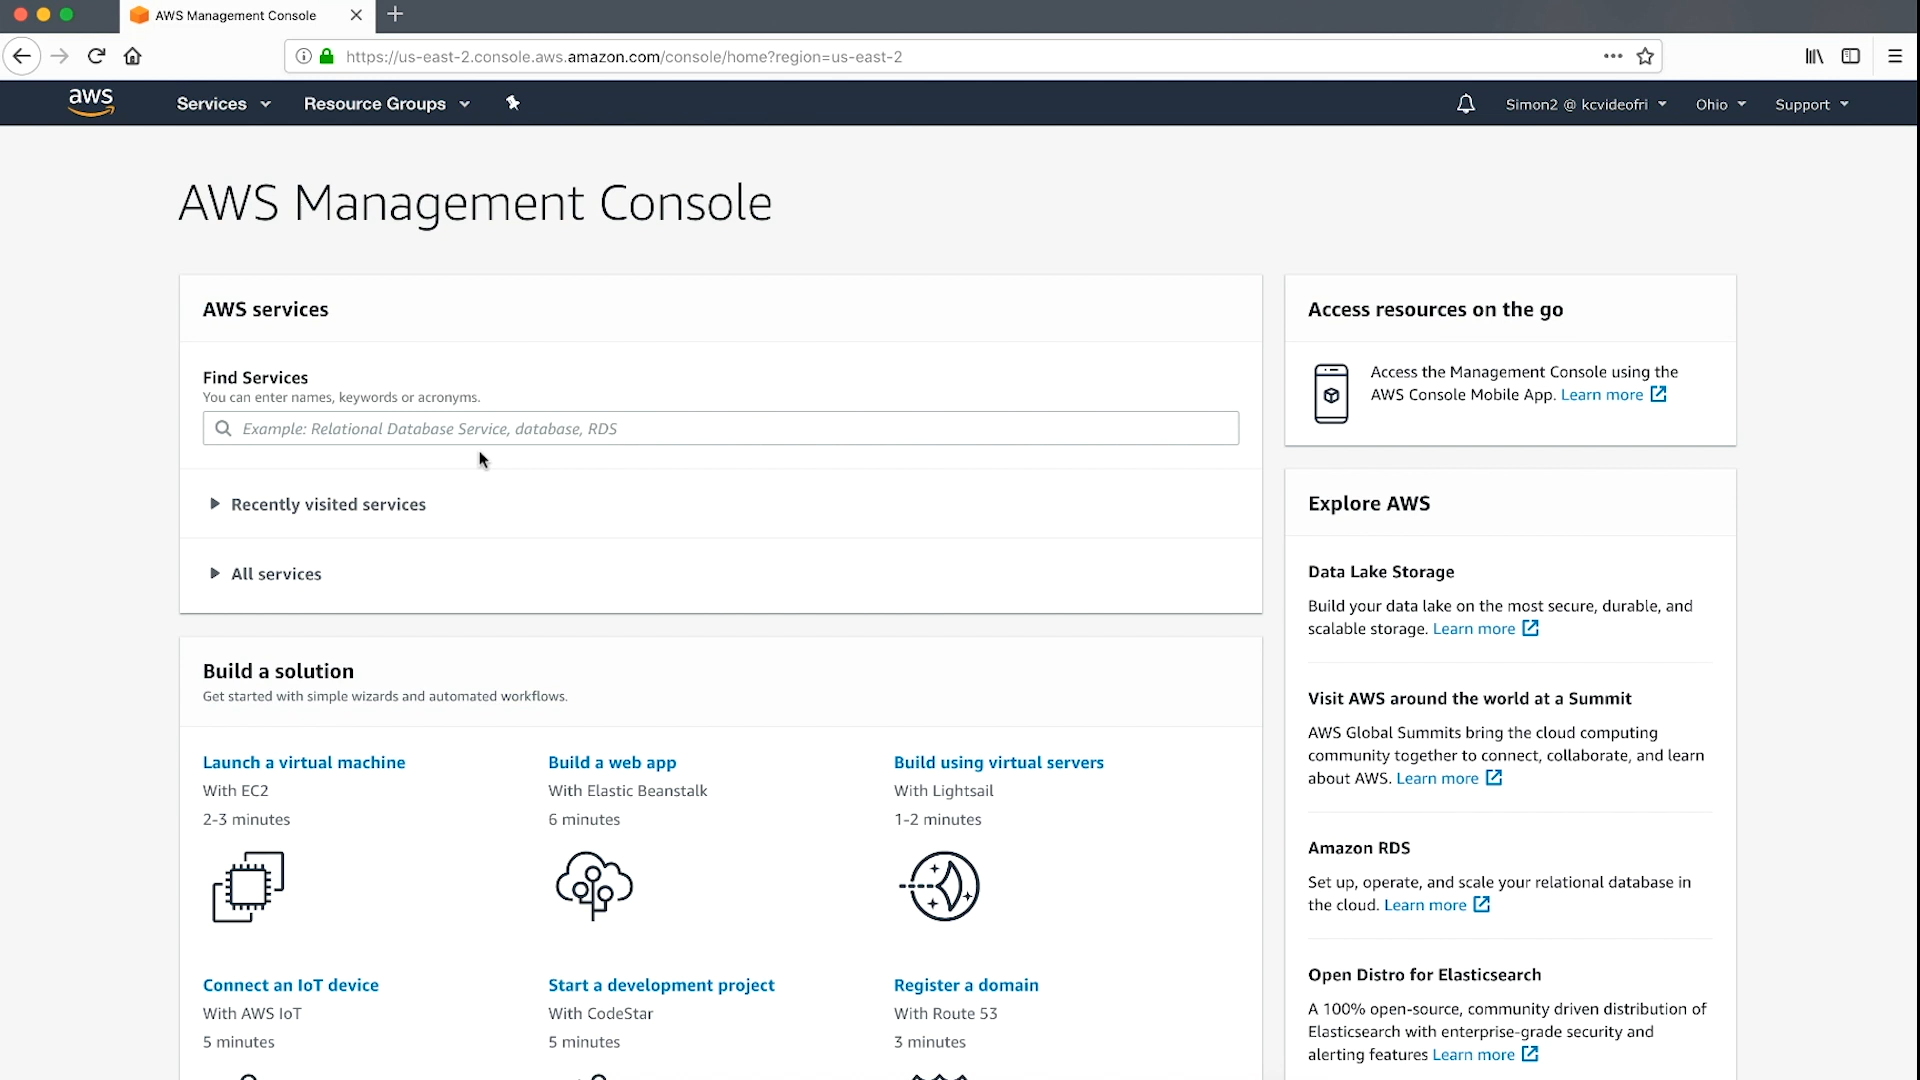 AWS Management Console
https://us-east-2.console.aws.amazon.com/console/home?region=us-east-2
aws
Services
Resource Groups
Simon2 @ kcvideofri
Ohio
Support
AWS Management Console
AWS services
Find Services
You can enter names, keywords or acronyms.
Example: Relational Database Service, database, RDS
Recently visited services
All services
Build a solution
Get started with simple wizards and automated workflows.
Launch a virtual machine
With EC2
2-3 minutes
Build a web app
With Elastic Beanstalk
6 minutes
Build using virtual servers
With Lightsail
1-2 minutes
Connect an IoT device
With AWS IoT
5 minutes
Start a development project
With CodeStar
5 minutes
Register a domain
With Route 53
3 minutes
Access resources on the go
Access the Management Console using the
AWS Console Mobile App. Learn more
Explore AWS
Data Lake Storage
Build your data lake on the most secure, durable, and
scalable storage. Learn more
Visit AWS around the world at a Summit
AWS Global Summits bring the cloud computing
community together to connect, collaborate, and learn
about AWS. Learn more
Amazon RDS
Set up, operate, and scale your relational database in
the cloud. Learn more
Open Distro for Elasticsearch
A 100% open-source, community driven distribution of
Elasticsearch with enterprise-grade security and
alerting features Learn more